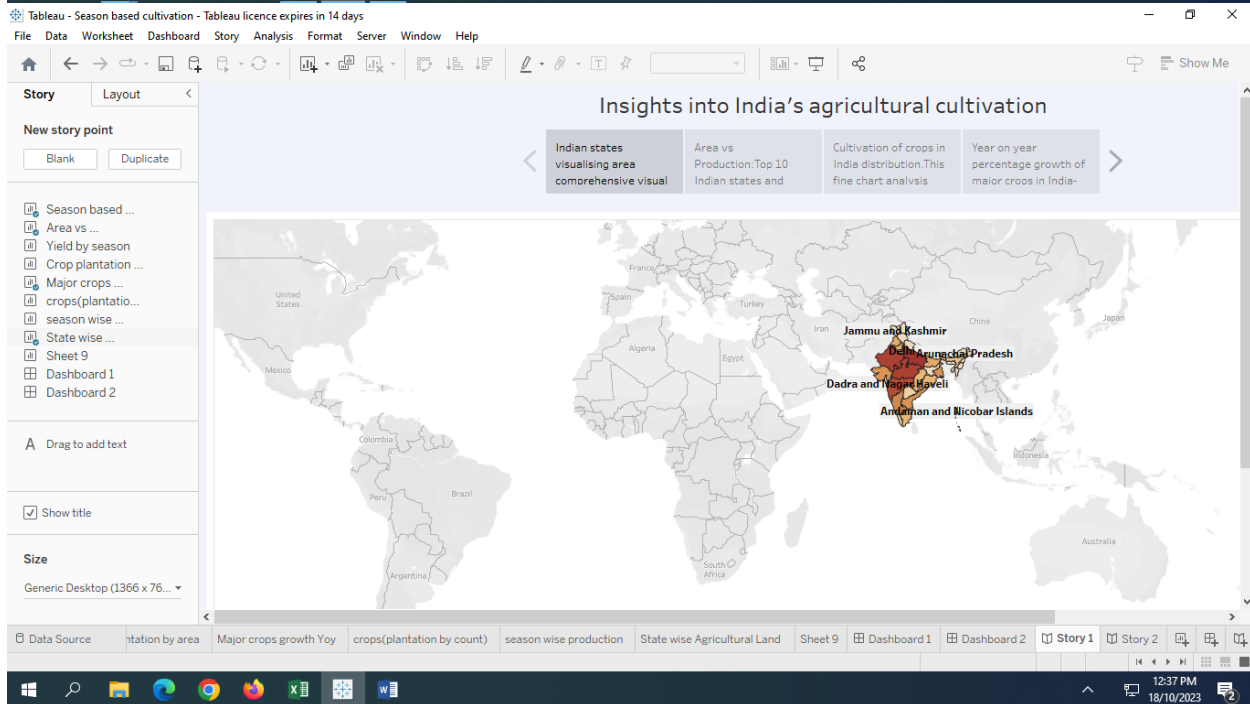 Tableau - Season based cultivation - Tableau licence expires in 14 days
File Data Worksheet Dashboard Story Analysis Format Server Window Help
Show Me
Story Layout
New story point
Blank Duplicate
Season based ...
Area vs ...
Yield by season
Crop plantation ...
Major crops ...
crops(plantatio...
season wise ...
State wise ...
Sheet 9
Dashboard 1
Dashboard 2
A Drag to add text
Show title
Size
Generic Desktop (1366 x 76...
Insights into India's agricultural cultivation
Indian states
visualising area
comprehensive visual
Area vs
Production:Top 10
Indian states and
Cultivation of crops in
India distribution.This
fine chart analysis
Year on year
percentage growth of
major crops in India-
United
States
Mexico
Colombia
Peru
Brazil
Argentina
France
Spain
Turkey
Algeria
Egypt
Iran
China
Japan
Indonesia
Australia
South
Africa
Jammu and Kashmir
Delhi
Arunachal Pradesh
Dadra and Nagar Haveli
Andaman and Nicobar Islands
Data Source ntation by area Major crops growth Yoy crops(plantation by count) season wise production State wise Agricultural Land Sheet 9 Dashboard 1 Dashboard 2 Story 1 Story 2
12:37 PM
18/10/2023
2